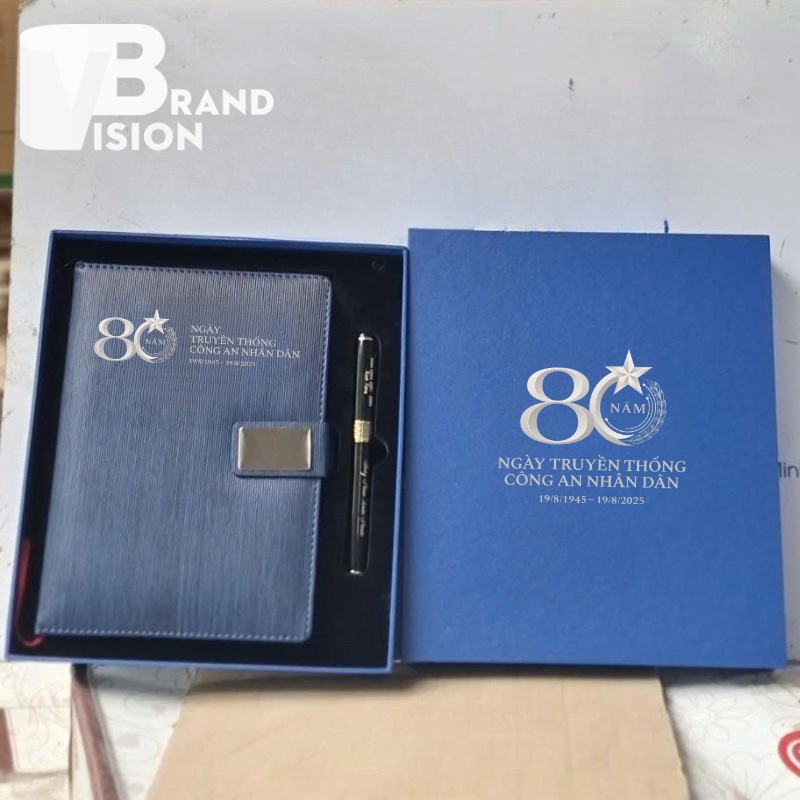 BRAND
VISION
80 NĂM
NGÀY
TRUYỀN THỐNG
CÔNG AN NHÂN DÂN
19/8/1945 - 19/8/2025
80 NĂM
NGÀY TRUYỀN THỐNG
CÔNG AN NHÂN DÂN
19/8/1945 – 19/8/2025
Mini